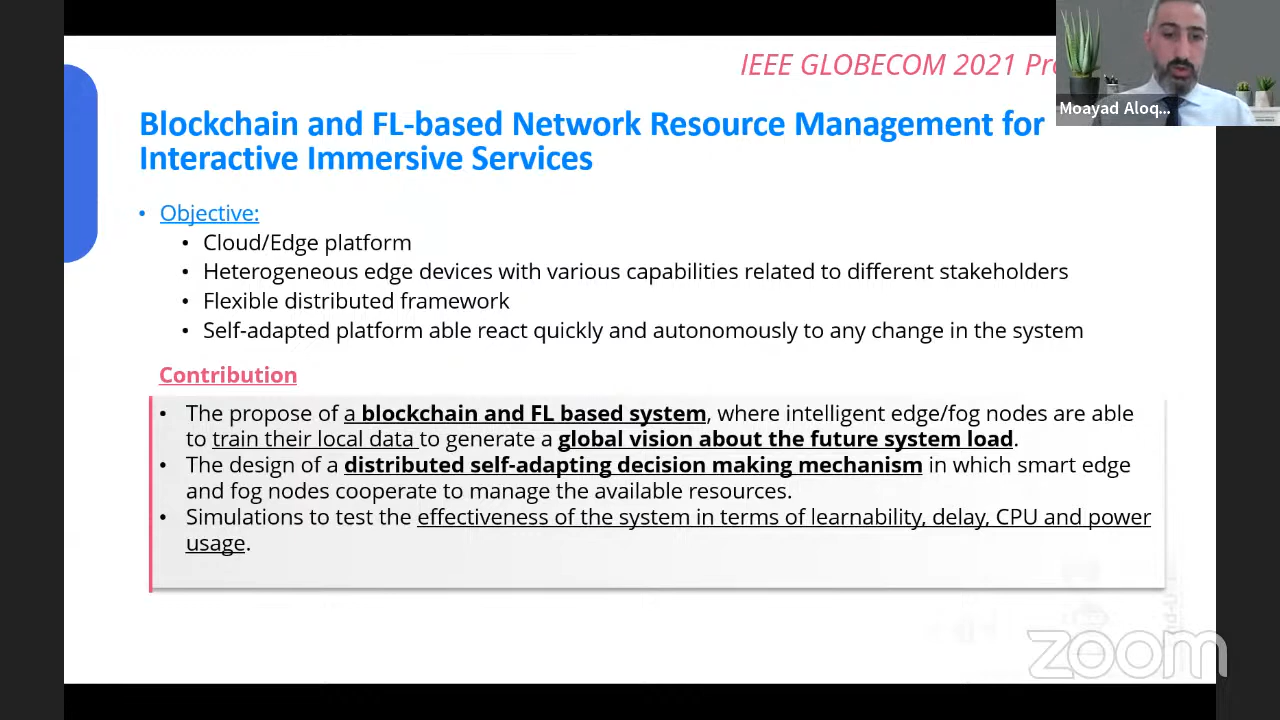 IEEE GLOBECOM 2021
Moayad Aloq...
Blockchain and FL-based Network Resource Management for
Interactive Immersive Services
• Objective:
• Cloud/Edge platform
• Heterogeneous edge devices with various capabilities related to different stakeholders
• Flexible distributed framework
• Self-adapted platform able react quickly and autonomously to any change in the system
Contribution
• The propose of a blockchain and FL based system, where intelligent edge/fog nodes are able
to train their local data to generate a global vision about the future system load.
• The design of a distributed self-adapting decision making mechanism in which smart edge
and fog nodes cooperate to manage the available resources.
• Simulations to test the effectiveness of the system in terms of learnability, delay, CPU and power
usage.
zoom